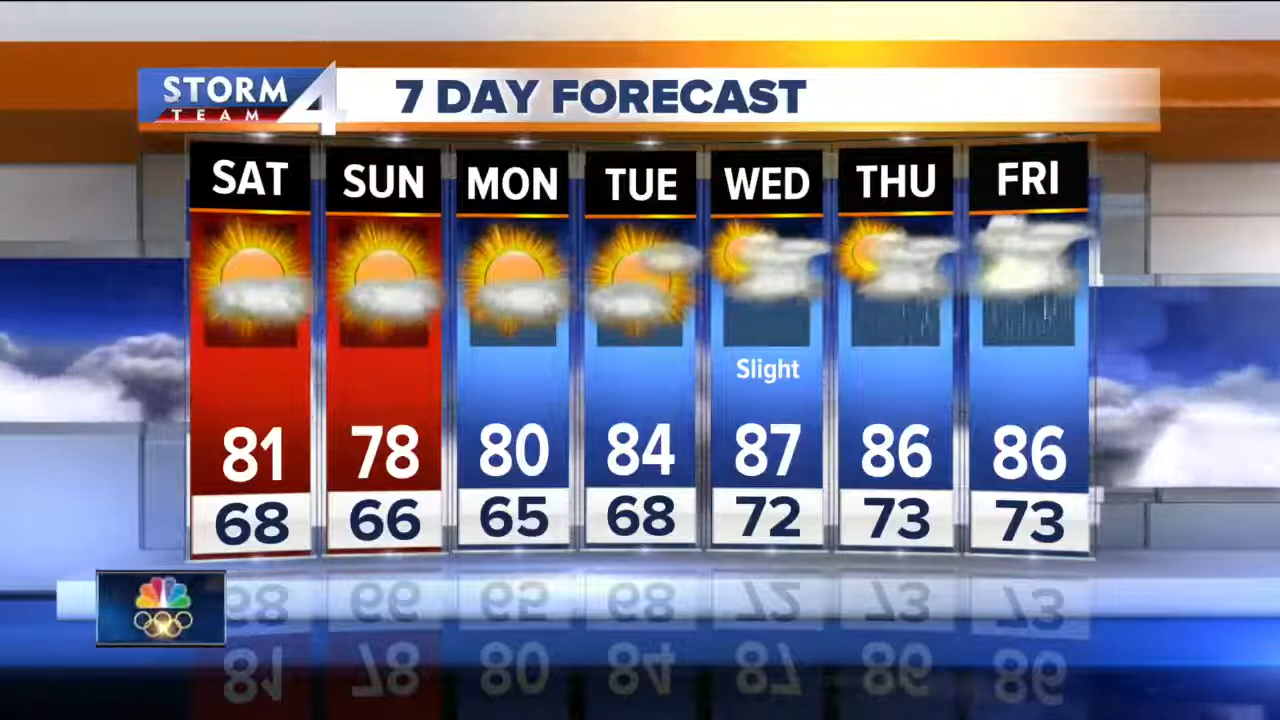 STORM
TEAM 4
7 DAY FORECAST
SAT SUN MON TUE WED THU FRI
Slight
81 78 80 84 87 86 86
68 66 65 68 72 73 73